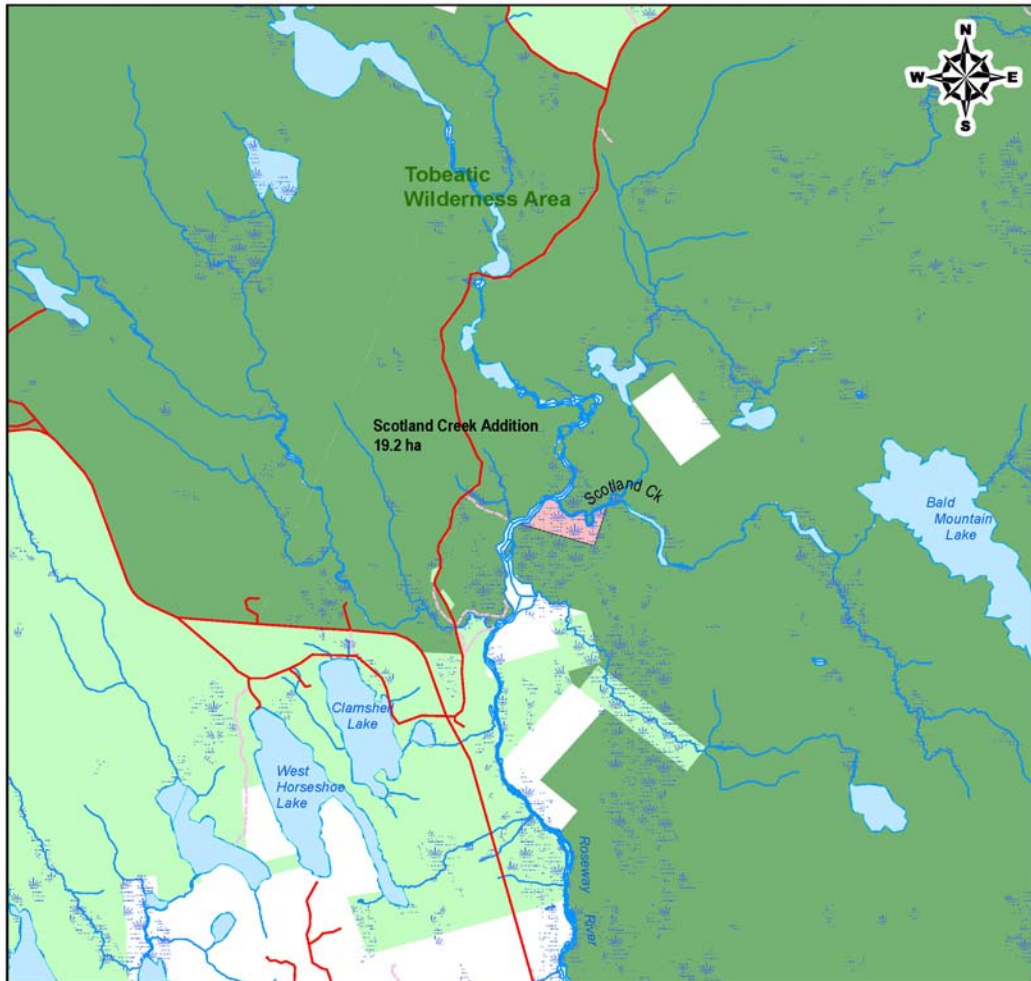 N
W E
S
Tobeatic
Wilderness Area
Scotland Creek Addition
19.2 ha
Scotland Ck
Bald
Mountain
Lake
Clamshell
Lake
West
Horseshoe
Lake
Roseway
River